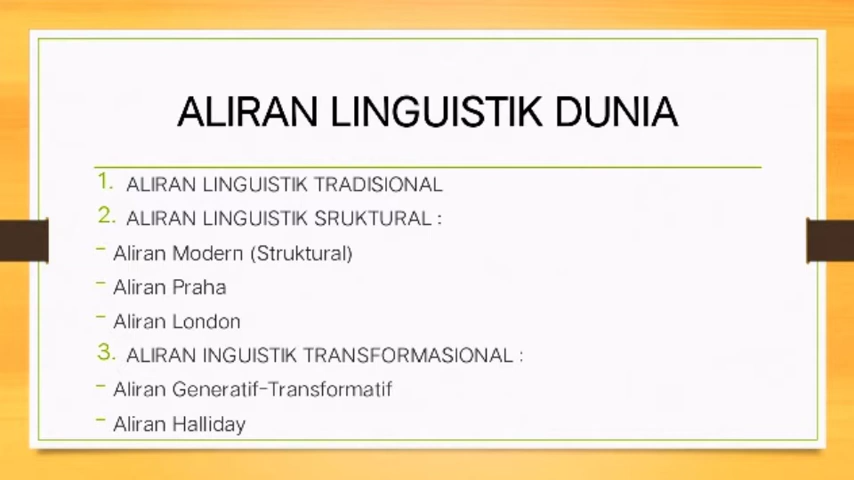 ALIRAN LINGUISTIK DUNIA
1. ALIRAN LINGUISTIK TRADISIONAL
2. ALIRAN LINGUISTIK SRUKTURAL :
– Aliran Modern (Struktural)
– Aliran Praha
– Aliran London
3. ALIRAN INGUISTIK TRANSFORMASIONAL :
– Aliran Generatif-Transformatif
– Aliran Halliday